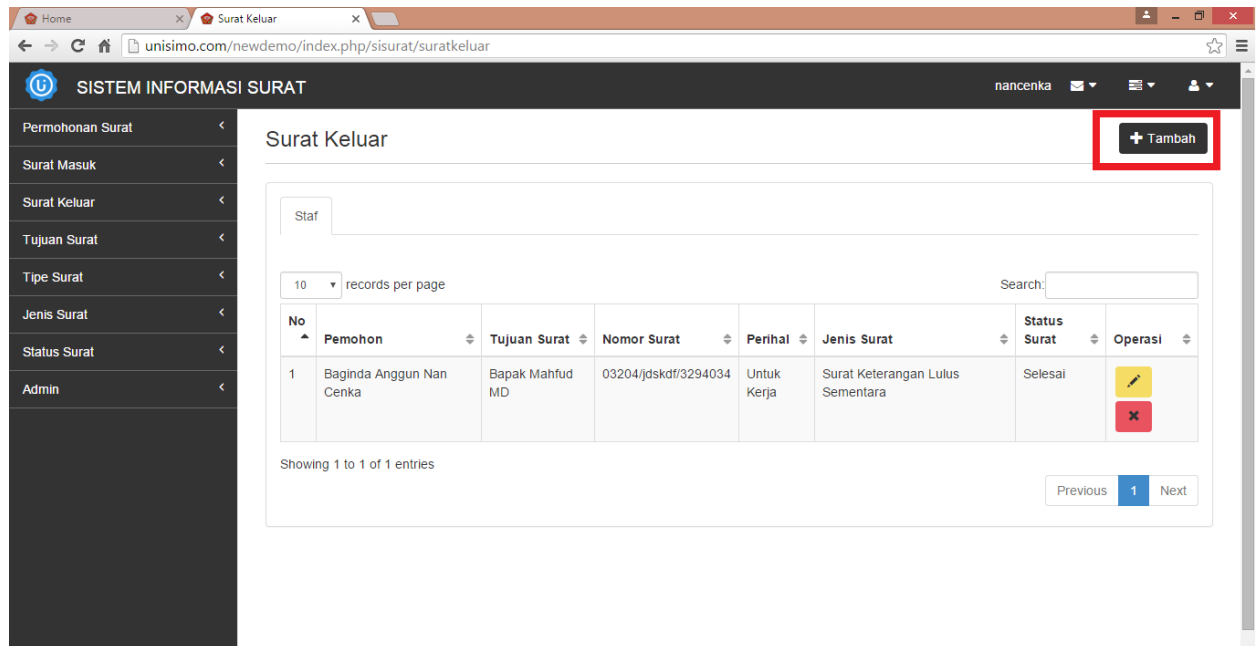 Home
Surat Keluar
unisimo.com/newdemo/index.php/sisurat/suratkeluar
SISTEM INFORMASI SURAT
nancenka
Permohonan Surat
Surat Masuk
Surat Keluar
Tujuan Surat
Tipe Surat
Jenis Surat
Status Surat
Admin
Surat Keluar
Tambah
Staf
10 records per page
Search:
No Pemohon Tujuan Surat Nomor Surat Perihal Jenis Surat Status Surat Operasi
1 Baginda Anggun Nan Cenka Bapak Mahfud MD 03204/jdskdf/3294034 Untuk Kerja Surat Keterangan Lulus Sementara Selesai
Showing 1 to 1 of 1 entries
Previous 1 Next